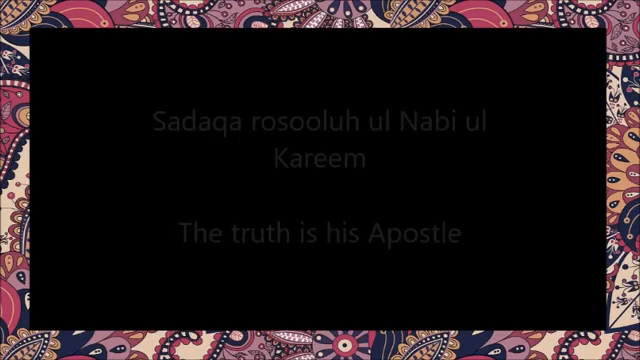 Sadaqa rosooluh ul Nabi ul
Kareem
The truth is his Apostle